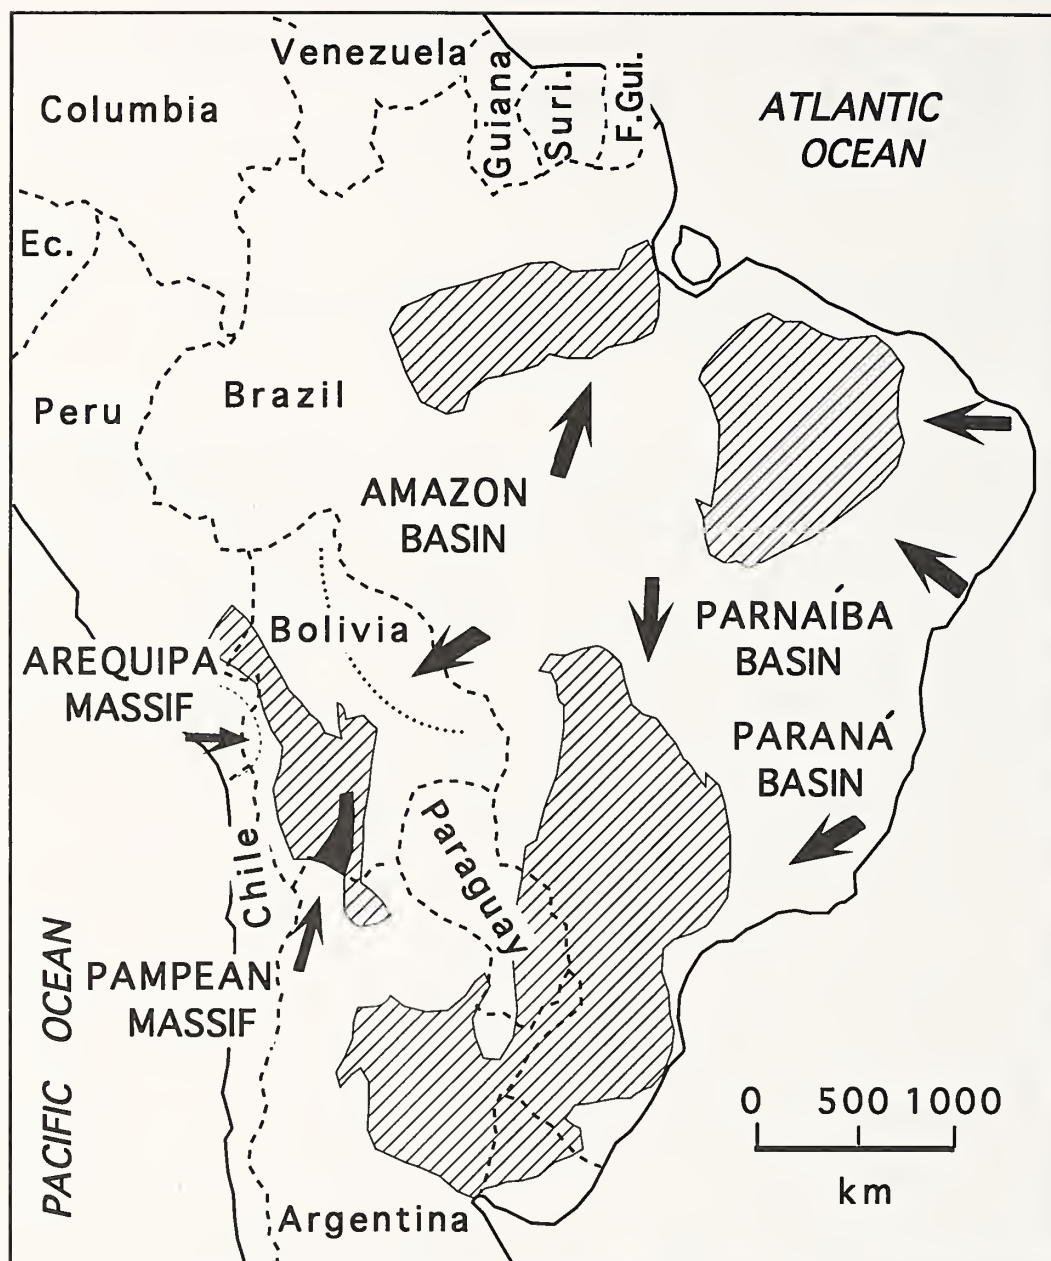 Venezuela
Guiana
Suri.
F.Gui.
Columbia
ATLANTIC
OCEAN
Ec.
Peru
Brazil
AMAZON
BASIN
Bolivia
PARNAÍBA
BASIN
AREQUIPA
MASSIF
PARANÁ
BASIN
Paraguay
Chile
PAMPEAN
MASSIF
PACIFIC OCEAN
0 500 1000
km
Argentina